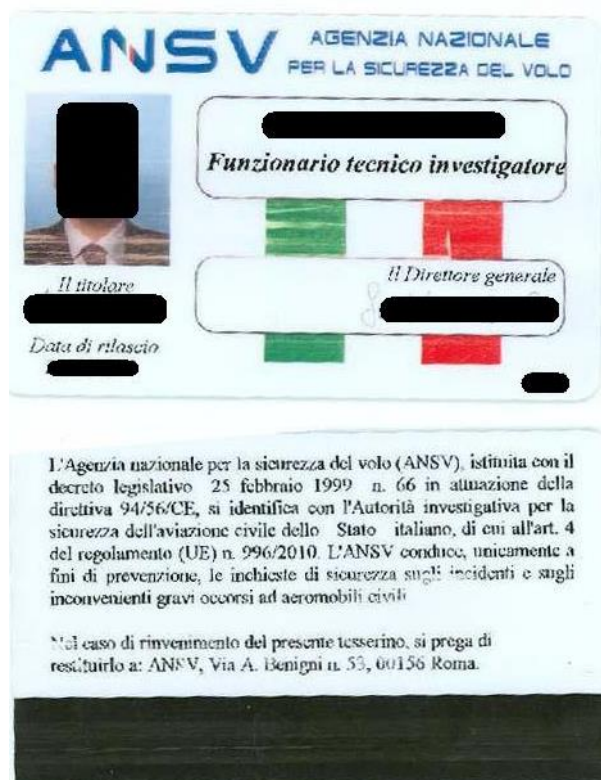 ANSV AGENZIA NAZIONALE
PER LA SICUREZZA DEL VOLO
Funzionario tecnico investigatore
Il titolare
Il Direttore generale
Data di rilascio
L'Agenzia nazionale per la sicurezza del volo (ANSV), istituita con il
decreto legislativo 25 febbraio 1999 n. 66 in attuazione della
direttiva 94/56/CE, si identifica con l'Autorità investigativa per la
sicurezza dell'aviazione civile dello Stato italiano, di cui all'art. 4
del regolamento (UE) n. 996/2010. L'ANSV conduce, unicamente a
fini di prevenzione, le inchieste di sicurezza sugli incidenti e sugli
inconvenienti gravi occorsi ad aeromobili civili
Nel caso di rinvenimento del presente tesserino, si prega di
restituirlo a: ANSV, Via A. Benigni n. 53, 00156 Roma.